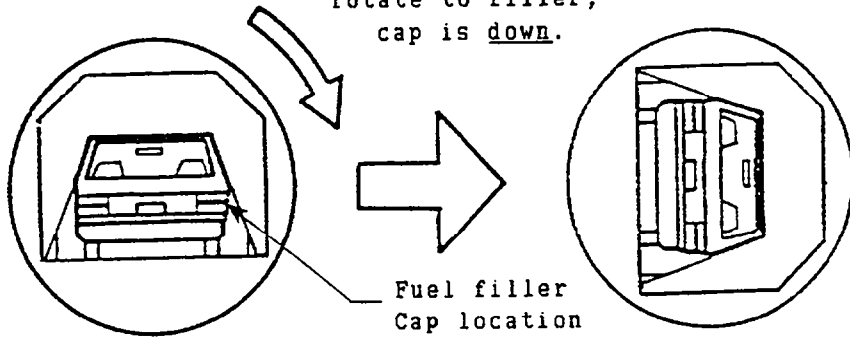 rotate to filler,
cap is down.
Fuel filler
Cap location